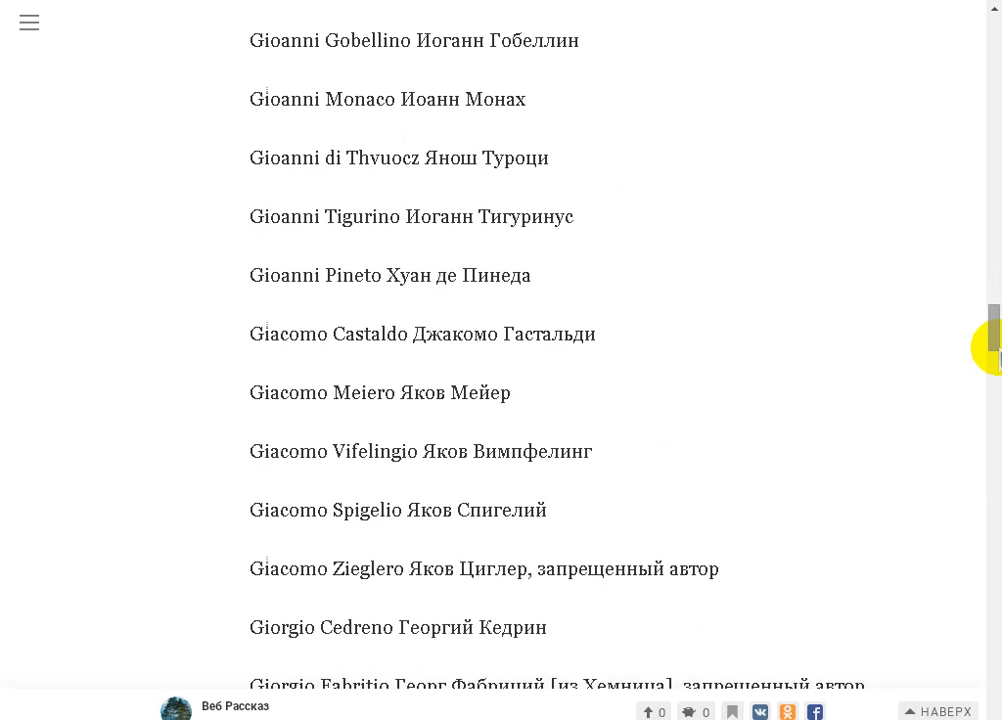 Gioanni Gobellino Иоганн Гобеллин
Gioanni Monaco Иоанн Монах
Gioanni di Thvuocz Янош Туроци
Gioanni Tigurino Иоганн Тигуринус
Gioanni Pineto Хуан де Пинеда
Giacomo Castaldo Джакомо Гастальди
Giacomo Meiero Яков Мейер
Giacomo Vifelingio Яков Вимпфелинг
Giacomo Spigelio Яков Спигелий
Giacomo Zieglero Яков Циглер, запрещенный автор
Giorgio Cedreno Георгий Кедрин
Giorgio Fabritio Георг Фабриций [из Хемница], запрещенный автор
Веб Рассказ
0
0
НАВЕРХ